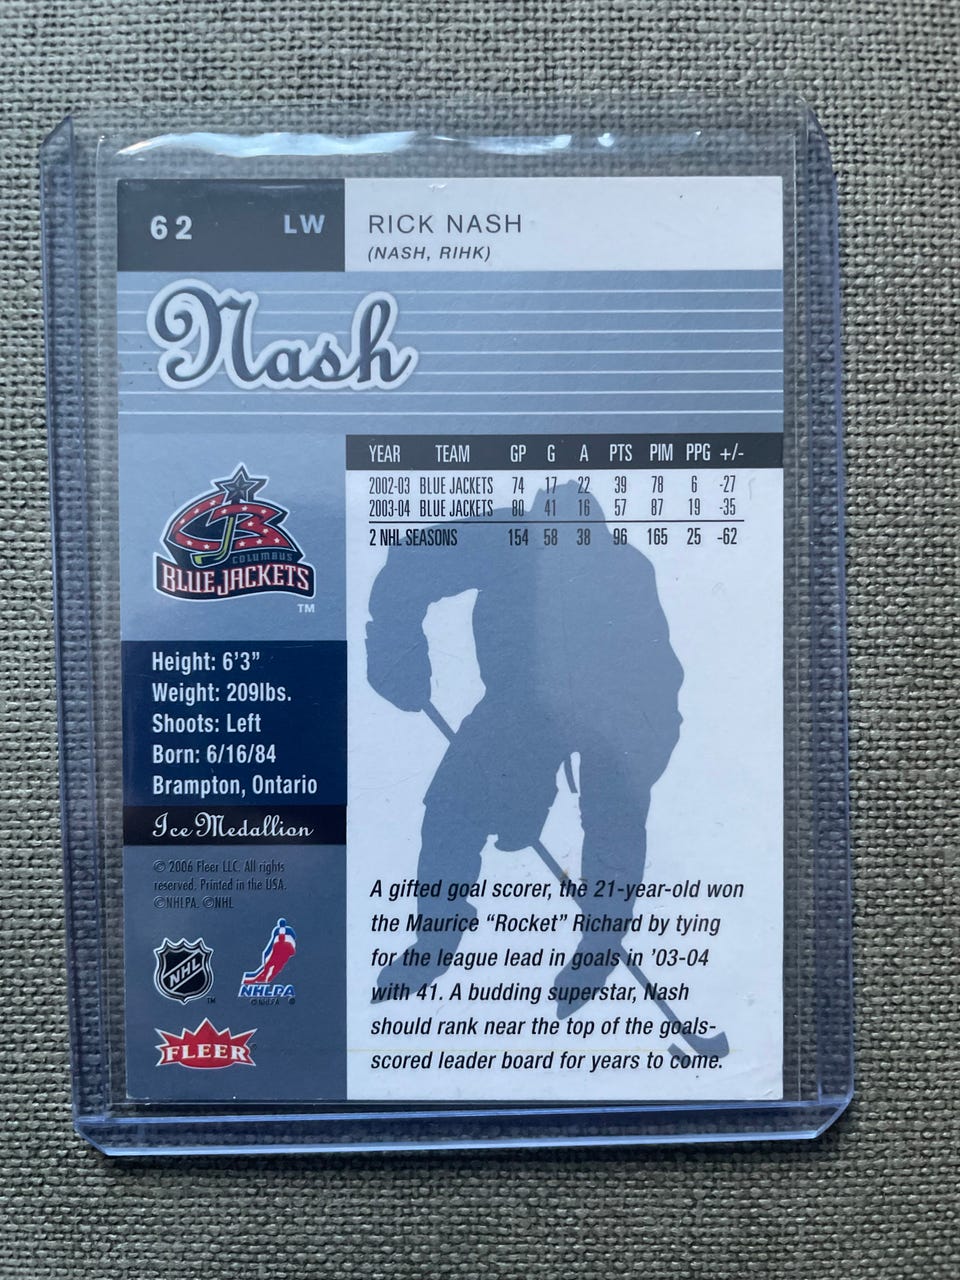 62 LW RICK NASH
(NASH, RIHK)
Nash
YEAR TEAM GP G A PTS PIM PPG +/-
2002-03 BLUE JACKETS 74 17 22 39 78 6 -27
2003-04 BLUE JACKETS 80 41 16 57 87 19 -35
2 NHL SEASONS 154 58 38 96 165 25 -62
COLUMBUS
BLUE JACKETS
TM
Height: 6'3"
Weight: 209lbs.
Shoots: Left
Born: 6/16/84
Brampton, Ontario
Ice Medallion
© 2006 Fleer LLC. All rights
reserved. Printed in the USA.
©NHLPA. ©NHL
NHL
TM
NHLPA
©NHLPA ®
FLEER
A gifted goal scorer, the 21-year-old won
the Maurice "Rocket" Richard by tying
for the league lead in goals in '03-04
with 41. A budding superstar, Nash
should rank near the top of the goals-
scored leader board for years to come.